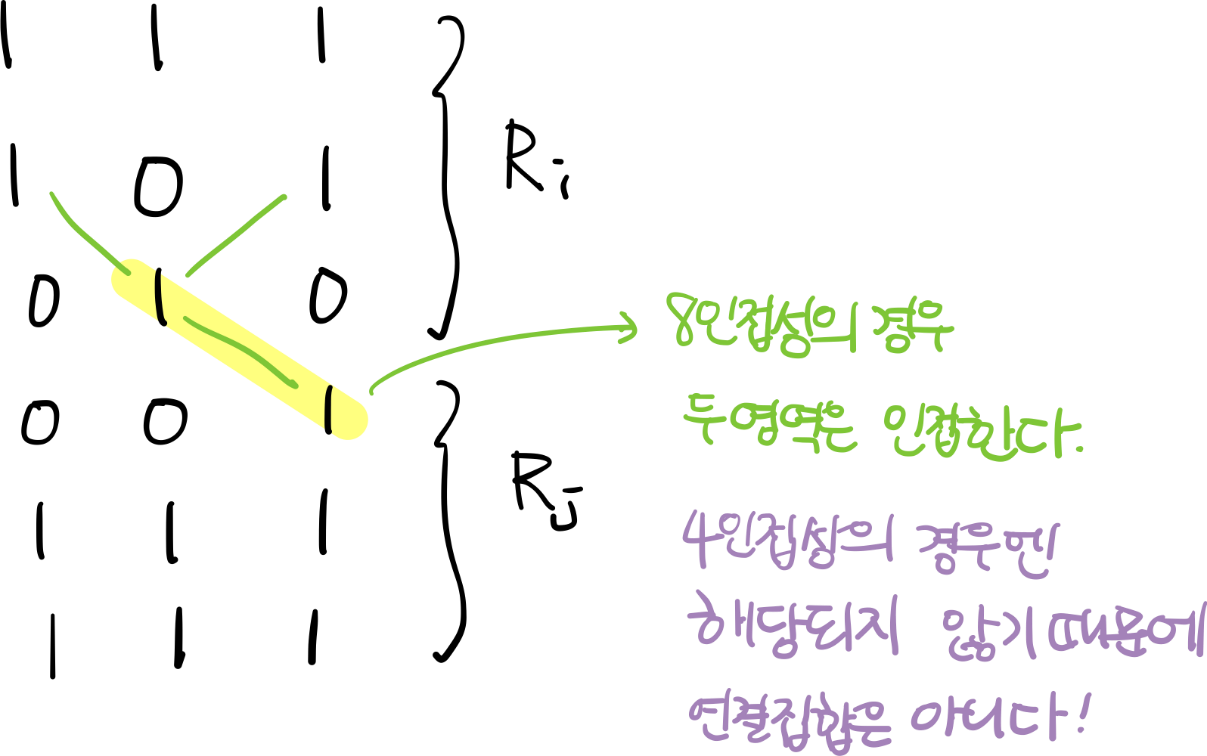 1 1 1
1 0 1
Ri
0 1 0
8인접성의 경우
0 0 1
두영역은 인접한다.
Rj
1 1 1
4인접성의 경우엔
1 1 1
해당되지 않기때문에
연결집합은 아니다!